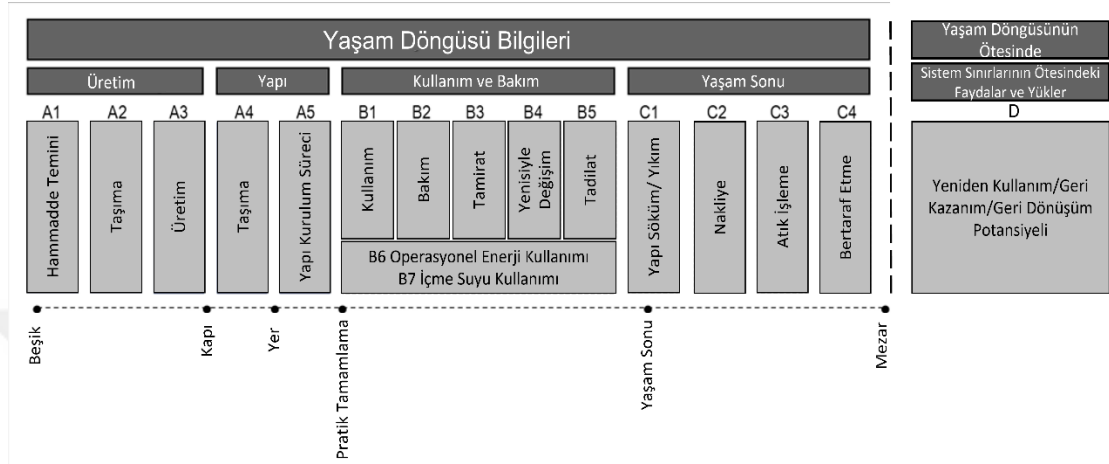 Yaşam Döngüsü Bilgileri
Yaşam Döngüsünün
Ötesinde
Üretim
Yapı
Kullanım ve Bakım
Yaşam Sonu
Sistem Sınırlarının Ötesindeki
Faydalar ve Yükler
A1
A2
A3
A4
A5
B1
B2
B3
B4
B5
C1
C2
C3
C4
D
Hammadde Temini
Taşıma
Üretim
Taşıma
Yapı Kurulum Süreci
Kullanım
Bakım
Tamirat
Yenisiyle
Değişim
Tadilat
B6 Operasyonel Enerji Kullanımı
B7 İçme Suyu Kullanımı
Yapı Söküm/ Yıkım
Nakliye
Atık İşleme
Bertaraf Etme
Yeniden Kullanım/Geri
Kazanım/Geri Dönüşüm
Potansiyeli
Beşik
Kapı
Yer
Pratik Tamamlama
Yaşam Sonu
Mezar